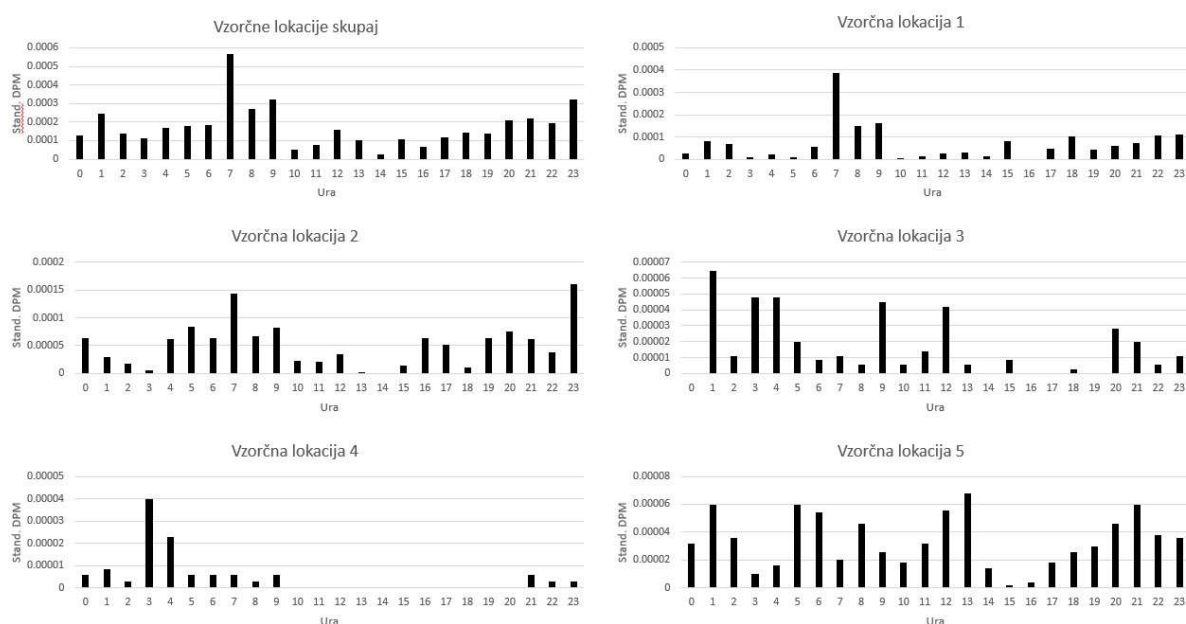 Vzorčne lokacije skupaj
Stand. DPM
0.0006
0.0005
0.0004
0.0003
0.0002
0.0001
0
0 1 2 3 4 5 6 7 8 9 10 11 12 13 14 15 16 17 18 19 20 21 22 23
Ura
Vzorčna lokacija 1
Stand. DPM
0.0005
0.0004
0.0003
0.0002
0.0001
0
0 1 2 3 4 5 6 7 8 9 10 11 12 13 14 15 16 17 18 19 20 21 22 23
Ura
Vzorčna lokacija 2
Stand. DPM
0.0002
0.00015
0.0001
0.00005
0
0 1 2 3 4 5 6 7 8 9 10 11 12 13 14 15 16 17 18 19 20 21 22 23
Ura
Vzorčna lokacija 3
Stand. DPM
0.00007
0.00006
0.00005
0.00004
0.00003
0.00002
0.00001
0
0 1 2 3 4 5 6 7 8 9 10 11 12 13 14 15 16 17 18 19 20 21 22 23
Ura
Vzorčna lokacija 4
Stand. DPM
0.00005
0.00004
0.00003
0.00002
0.00001
0
0 1 2 3 4 5 6 7 8 9 10 11 12 13 14 15 16 17 18 19 20 21 22 23
Ura
Vzorčna lokacija 5
Stand. DPM
0.00008
0.00006
0.00004
0.00002
0
0 1 2 3 4 5 6 7 8 9 10 11 12 13 14 15 16 17 18 19 20 21 22 23
Ura